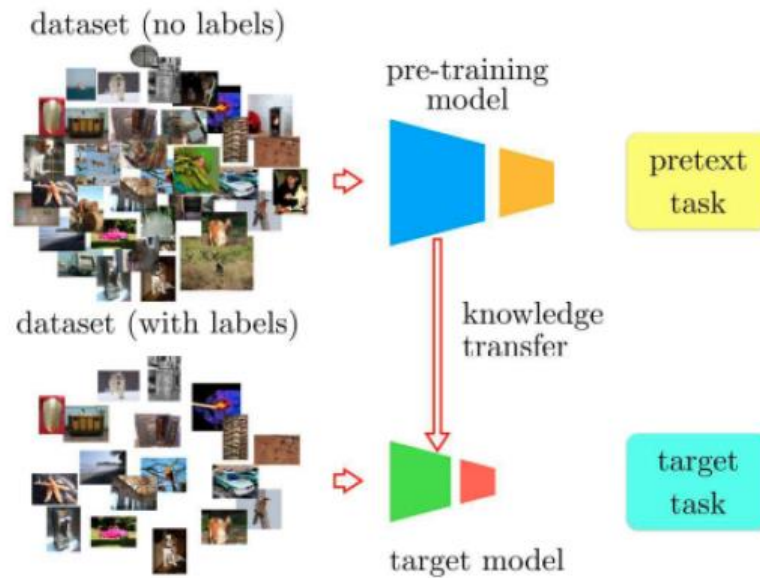 dataset (no labels)
pre-training
model
pretext
task
dataset (with labels)
knowledge
transfer
target
task
target model